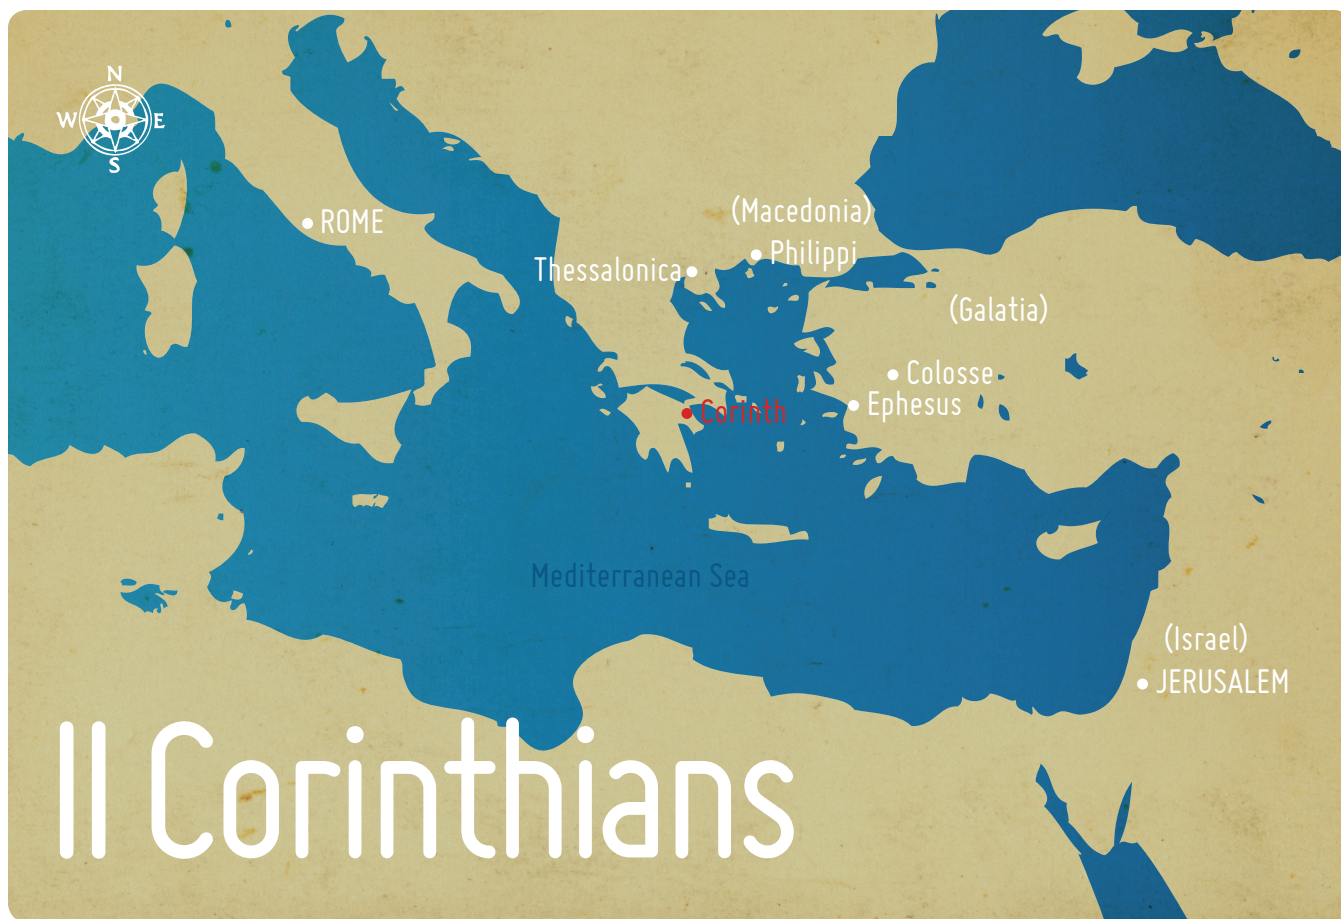 N
W E
S
ROME
(Macedonia)
Philippi
Thessalonica
(Galatia)
Colosse
Ephesus
Corinth
Mediterranean Sea
(Israel)
JERUSALEM
II Corinthians